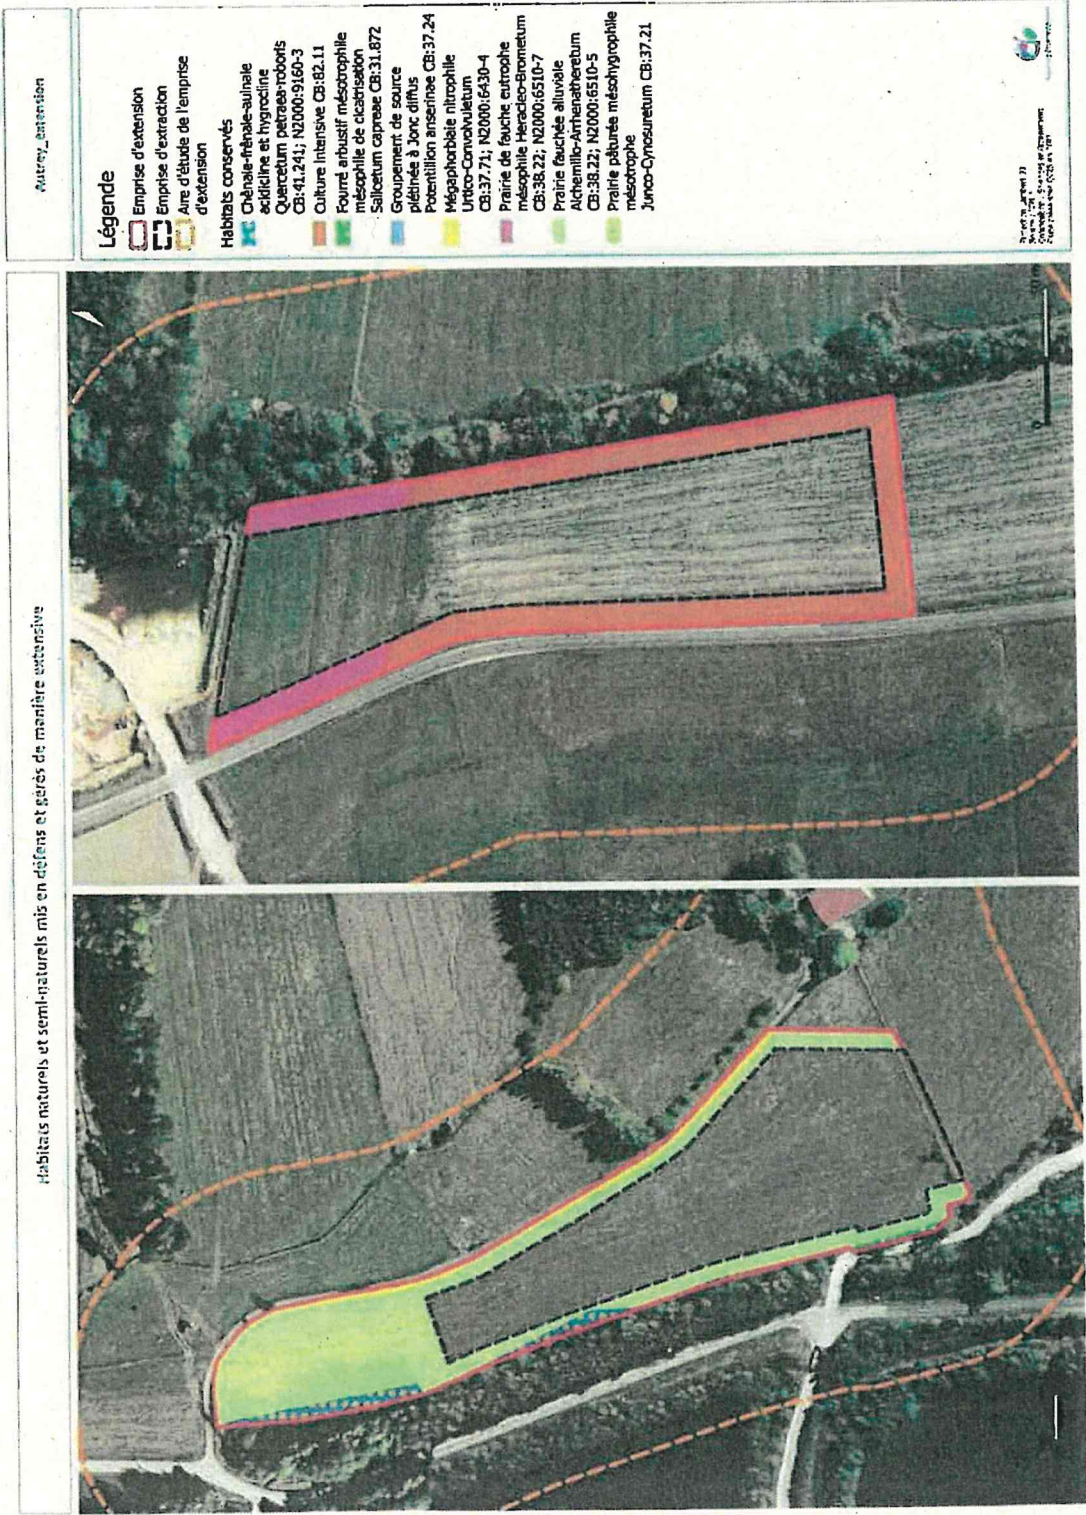 Autrey_extension
Habitats naturels et semi-naturels mis en défens et gérés de manière extensive
Légende
Emprise d'extension
Emprise d'extraction
Aire d'étude de l'emprise
d'extension
Habitats conservés
Chênaie-frênaie-aulnaie
acidicline et hygrocline
Quercetum petraea-roboris
CB:41.241; N2000:9160-3
Culture intensive CB:82.11
Fourré arbustif mésotrophile
mésophile de cicatrisation
Salicetum capreae CB:31.872
Groupement de source
piétinée à Jonc diffus
Potentillion anserinae CB:37.24
Mégaphorbiaie nitrophile
Urtico-Convolvuletum
CB:37.71; N2000:6430-4
Prairie de fauche eutrophe
mésophile Heracleo-Brometum
CB:38.22; N2000:6510-7
Prairie fauchée alluviale
Alchemillo-Arrhenatheretum
CB:38.22; N2000:6510-5
Prairie pâturée mésohygrophile
mésotrophe
Junco-Cynosuretum CB:37.21